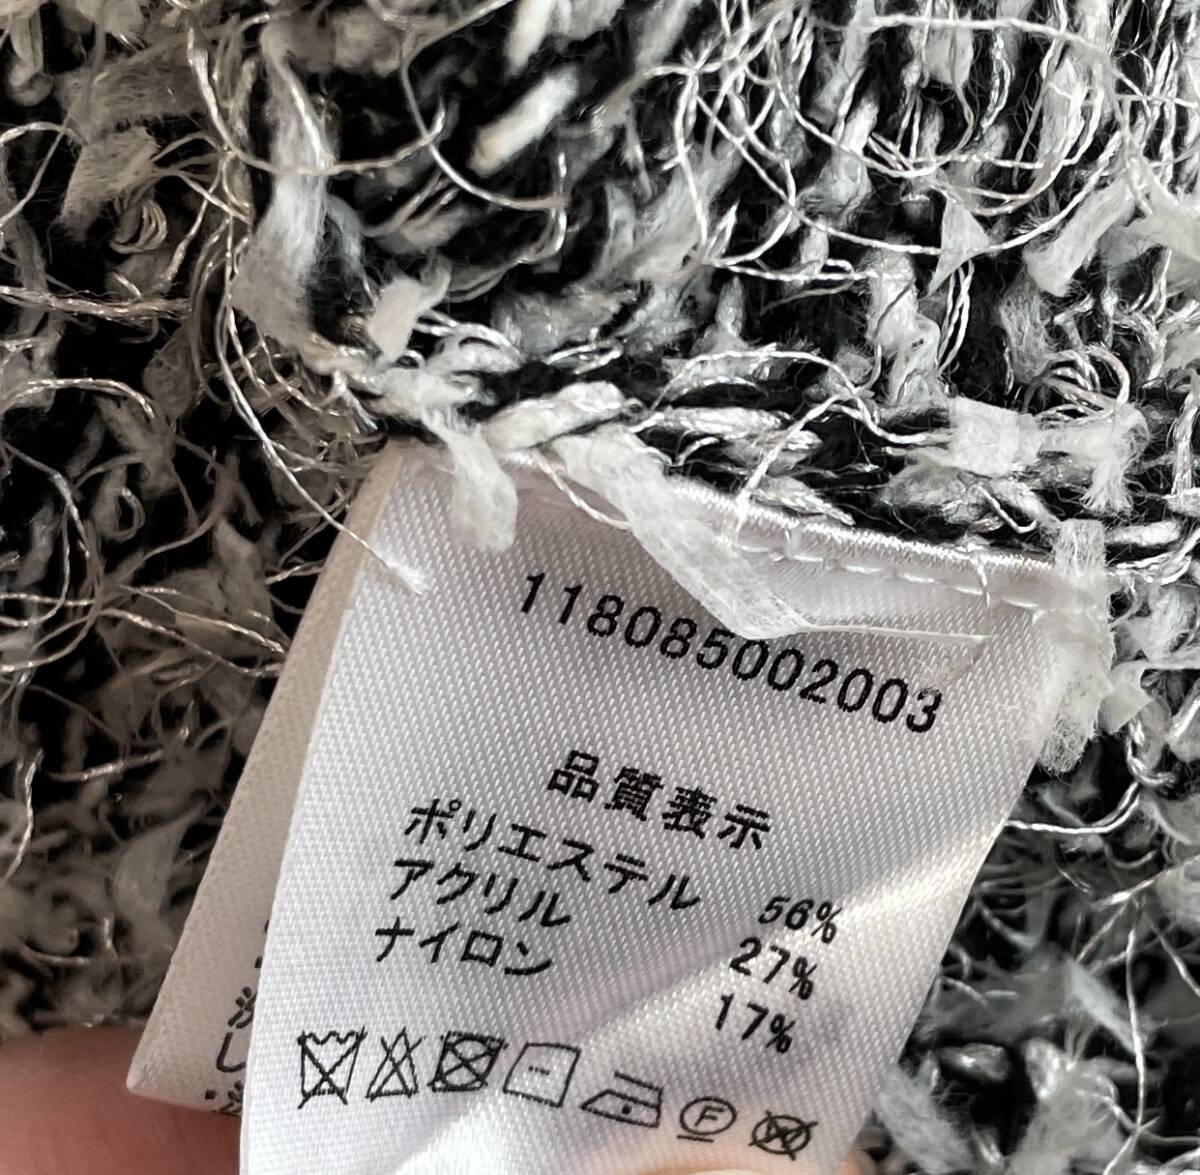 118085002003
品質表示
ポリエステル 56%
アクリル 27%
ナイロン 17%
F
W